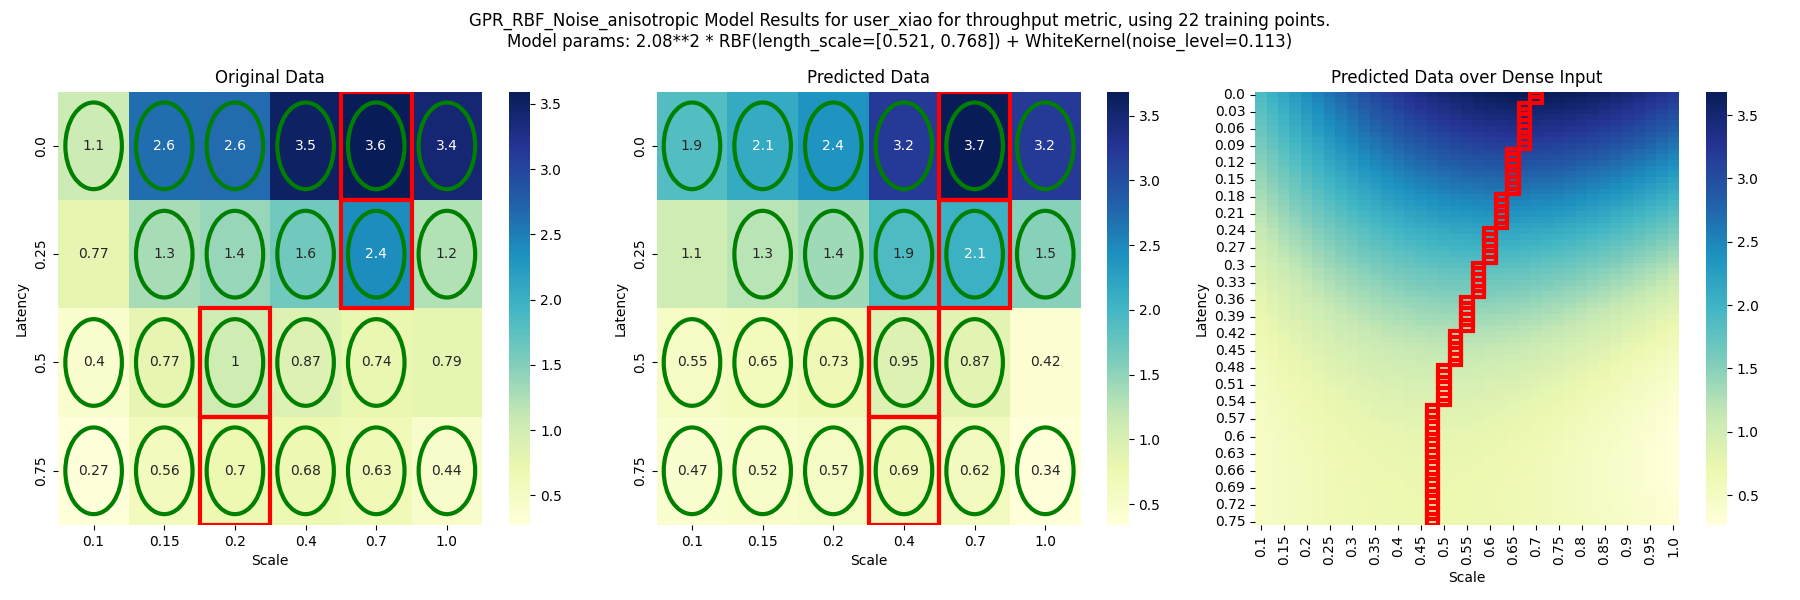 GPR_RBF_Noise_anisotropic Model Results for user_xiao for throughput metric, using 22 training points.
Model params: 2.08**2 * RBF(length_scale=[0.521, 0.768]) + WhiteKernel(noise_level=0.113)
Original Data
Latency
0.0 1.1 2.6 2.6 3.5 3.6 3.4
0.25 0.77 1.3 1.4 1.6 2.4 1.2
0.5 0.4 0.77 1 0.87 0.74 0.79
0.75 0.27 0.56 0.7 0.68 0.63 0.44
0.1 0.15 0.2 0.4 0.7 1.0
Scale
3.5
3.0
2.5
2.0
1.5
1.0
0.5
Predicted Data
Latency
0.0 1.9 2.1 2.4 3.2 3.7 3.2
0.25 1.1 1.3 1.4 1.9 2.1 1.5
0.5 0.55 0.65 0.73 0.95 0.87 0.42
0.75 0.47 0.52 0.57 0.69 0.62 0.34
0.1 0.15 0.2 0.4 0.7 1.0
Scale
3.5
3.0
2.5
2.0
1.5
1.0
0.5
Predicted Data over Dense Input
Latency
0.0
0.03
0.06
0.09
0.12
0.15
0.18
0.21
0.24
0.27
0.3
0.33
0.36
0.39
0.42
0.45
0.48
0.51
0.54
0.57
0.6
0.63
0.66
0.69
0.72
0.75
0.1 0.15 0.2 0.25 0.3 0.35 0.4 0.45 0.5 0.55 0.6 0.65 0.7 0.75 0.8 0.85 0.9 0.95 1.0
Scale
3.5
3.0
2.5
2.0
1.5
1.0
0.5